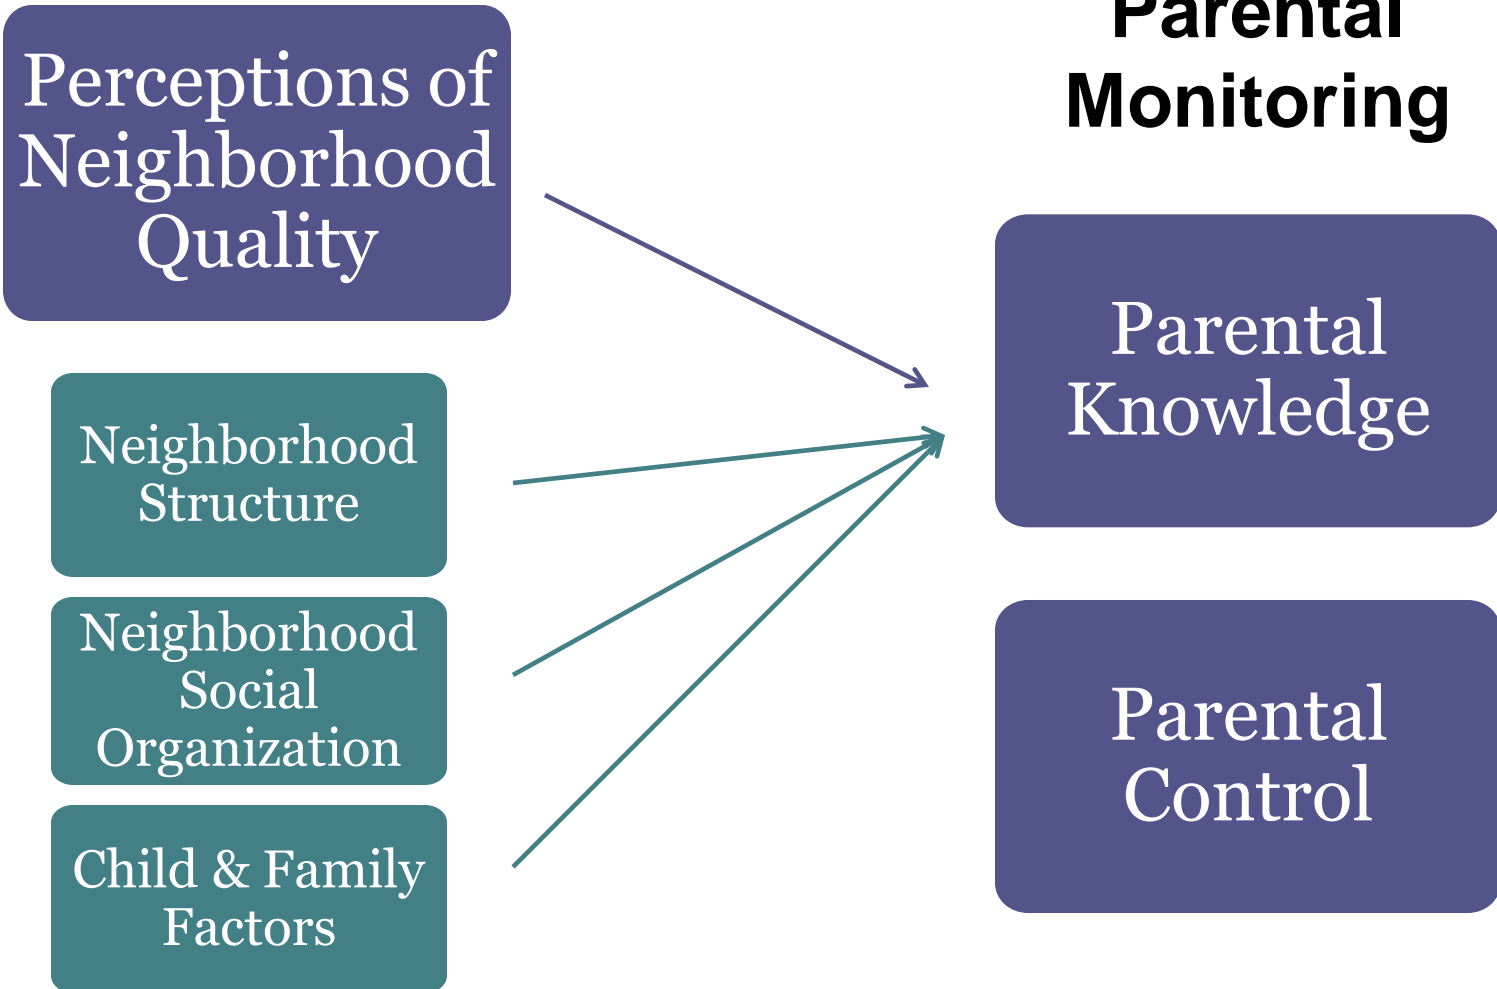 Perceptions of
Neighborhood
Quality
Neighborhood
Structure
Neighborhood
Social
Organization
Child & Family
Factors
Parental
Monitoring
Parental
Knowledge
Parental
Control